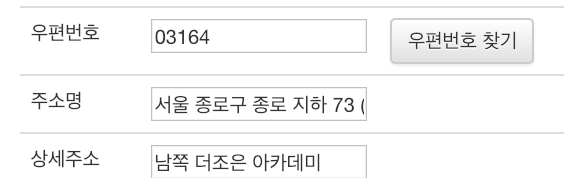 우편번호 03164 우편번호 찾기
주소명 서울 종로구 종로 지하 73 (
상세주소 남쪽 더조은 아카데미